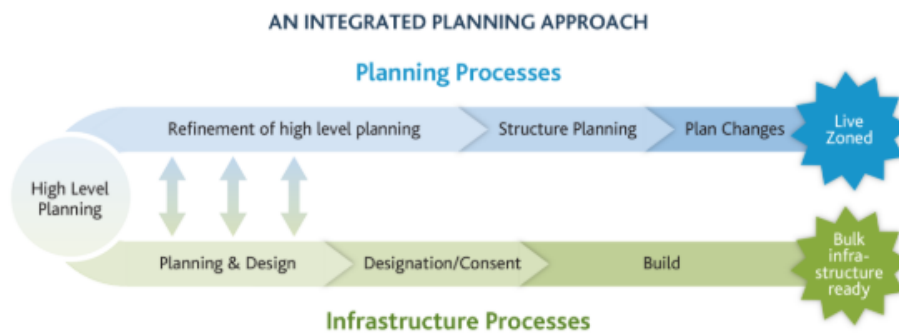 AN INTEGRATED PLANNING APPROACH
Planning Processes
Refinement of high level planning
Structure Planning
Plan Changes
Live
Zoned
High Level
Planning
Planning & Design
Designation/Consent
Build
Bulk
infra-
structure
ready
Infrastructure Processes